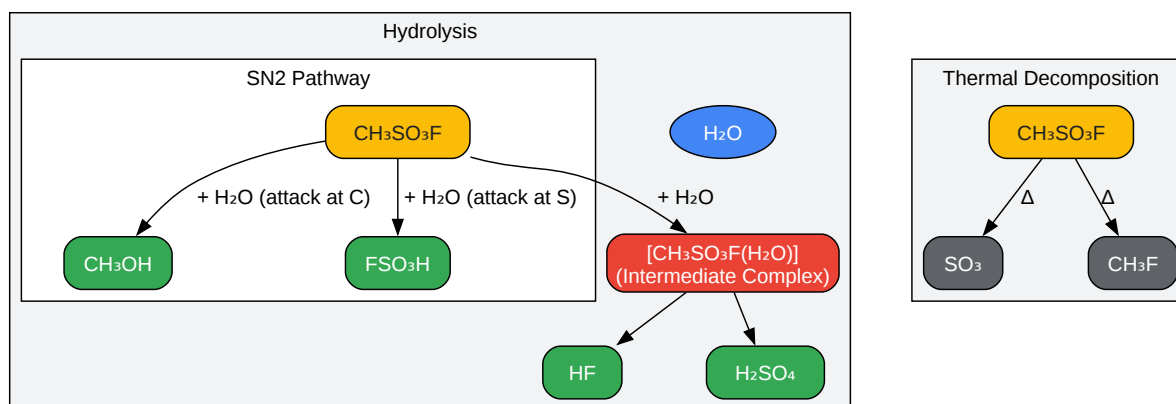 Hydrolysis
SN2 Pathway
CH₃SO₃F
H₂O
+ H₂O (attack at C)
+ H₂O (attack at S)
+ H₂O
CH₃OH
FSO₃H
[CH₃SO₃F(H₂O)]
(Intermediate Complex)
HF
H₂SO₄
Thermal Decomposition
CH₃SO₃F
Δ
Δ
SO₃
CH₃F